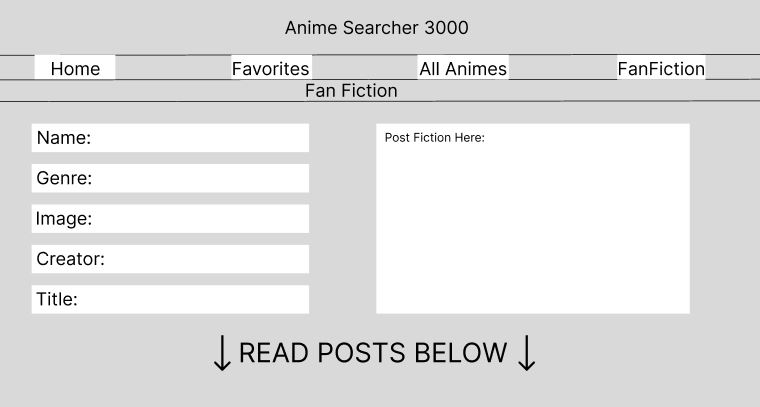 Anime Searcher 3000
Home Favorites All Animes FanFiction
Fan Fiction
Name:
Genre:
Image:
Creator:
Title:
Post Fiction Here:
↓ READ POSTS BELOW ↓